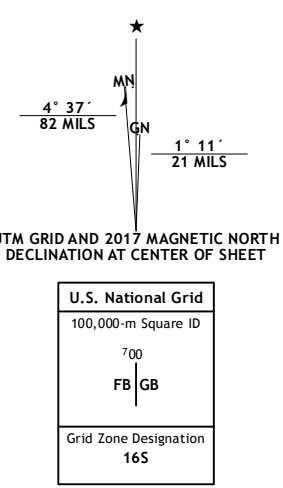 ★
MN
4° 37´
82 MILS
GN
1° 11´
21 MILS
UTM GRID AND 2017 MAGNETIC NORTH
DECLINATION AT CENTER OF SHEET
U.S. National Grid
100,000-m Square ID
⁷00
FB GB
Grid Zone Designation
16S